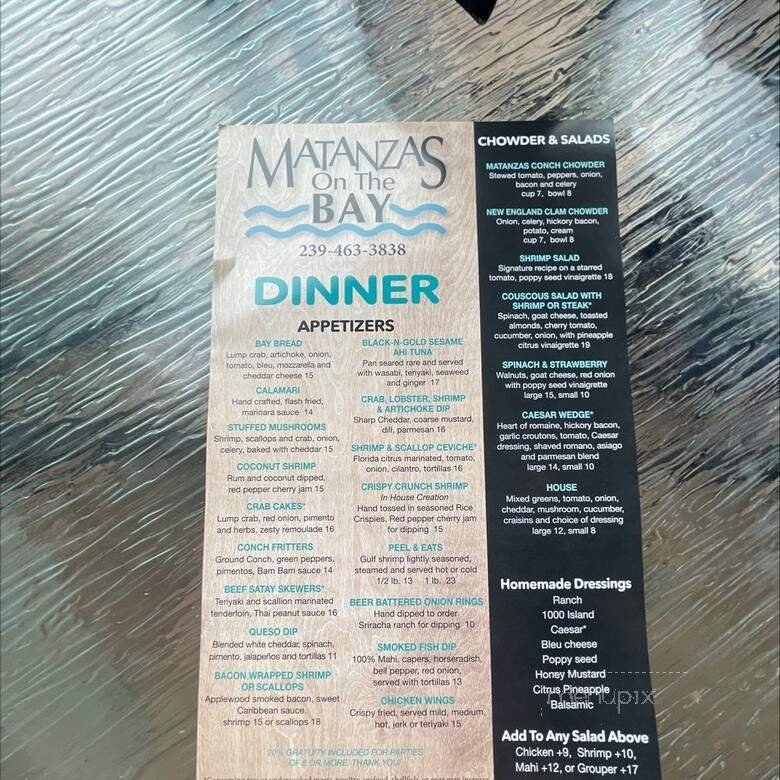 MATANZAS
On The
BAY
239-463-3838
DINNER
APPETIZERS
BAY BREAD
Lump crab, artichoke, onion,
tomato, bleu, mozzarella and
cheddar cheese 15
CALAMARI
Hand crafted, flash fried,
marinara sauce 14
STUFFED MUSHROOMS
Shrimp, scallops and crab, onion,
celery, baked with cheddar 15
COCONUT SHRIMP
Rum and coconut dipped,
red pepper cherry jam 15
CRAB CAKES*
Lump crab, red onion, pimento
and herbs, zesty remoulade 16
CONCH FRITTERS
Ground Conch, green peppers,
pimentos, Bam Bam sauce 14
BEEF SATAY SKEWERS*
Teriyaki and scallion marinated
tenderloin, Thai peanut sauce 16
QUESO DIP
Blended white cheddar, spinach,
pimento, jalapeños and tortillas 11
BACON WRAPPED SHRIMP
OR SCALLOPS
Applewood smoked bacon, sweet
Caribbean sauce,
shrimp 15 or scallops 18
BLACK-N-GOLD SESAME
AHI TUNA
Pan seared rare and served
with wasabi, teriyaki, seaweed
and ginger 17
CRAB, LOBSTER, SHRIMP
& ARTICHOKE DIP
Sharp Cheddar, coarse mustard,
dill, parmesan 16
SHRIMP & SCALLOP CEVICHE*
Florida citrus marinated, tomato,
onion, cilantro, tortillas 16
CRISPY CRUNCH SHRIMP
In House Creation
Hand tossed in seasoned Rice
Crispies, Red pepper cherry jam
for dipping 15
PEEL & EATS
Gulf shrimp lightly seasoned,
steamed and served hot or cold
1/2 lb. 13 1 lb. 23
BEER BATTERED ONION RINGS
Hand dipped to order.
Sriracha ranch for dipping 10
SMOKED FISH DIP
100% Mahi, capers, horseradish,
bell pepper, red onion,
served with tortillas 13
CHICKEN WINGS
Crispy fried, served mild, medium,
hot, jerk or teriyaki 15
20% GRATUITY INCLUDED FOR PARTIES
OF 8 OR MORE. THANK YOU!
CHOWDER & SALADS
MATANZAS CONCH CHOWDER
Stewed tomato, peppers, onion,
bacon and celery
cup 7, bowl 8
NEW ENGLAND CLAM CHOWDER
Onion, celery, hickory bacon,
potato, cream
cup 7, bowl 8
SHRIMP SALAD
Signature recipe on a starred
tomato, poppy seed vinaigrette 18
COUSCOUS SALAD WITH
SHRIMP OR STEAK*
Spinach, goat cheese, toasted
almonds, cherry tomato,
cucumber, onion, with pineapple
citrus vinaigrette 19
SPINACH & STRAWBERRY
Walnuts, goat cheese, red onion
with poppy seed vinaigrette
large 15, small 10
CAESAR WEDGE*
Heart of romaine, hickory bacon,
garlic croutons, tomato, Caesar
dressing, shaved romano, asiago
and parmesan blend
large 14, small 10
HOUSE
Mixed greens, tomato, onion,
cheddar, mushroom, cucumber,
craisins and choice of dressing
large 12, small 8
Homemade Dressings
Ranch
1000 Island
Caesar*
Bleu cheese
Poppy seed
Honey Mustard
Citrus Pineapple
Balsamic
menupix
Add To Any Salad Above
Chicken +9, Shrimp +10,
Mahi +12, or Grouper +17